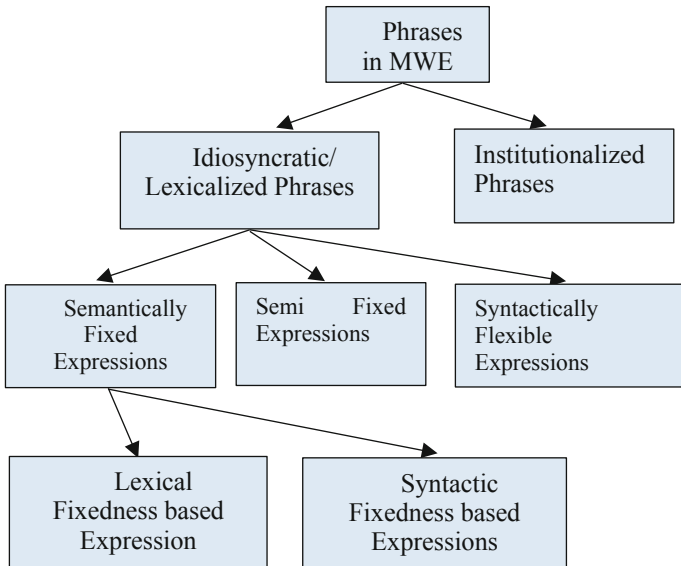 Phrases
in MWE
Idiosyncratic/
Lexicalized Phrases
Institutionalized
Phrases
Semantically
Fixed
Expressions
Semi Fixed
Expressions
Syntactically
Flexible
Expressions
Lexical
Fixedness based
Expression
Syntactic
Fixedness based
Expressions